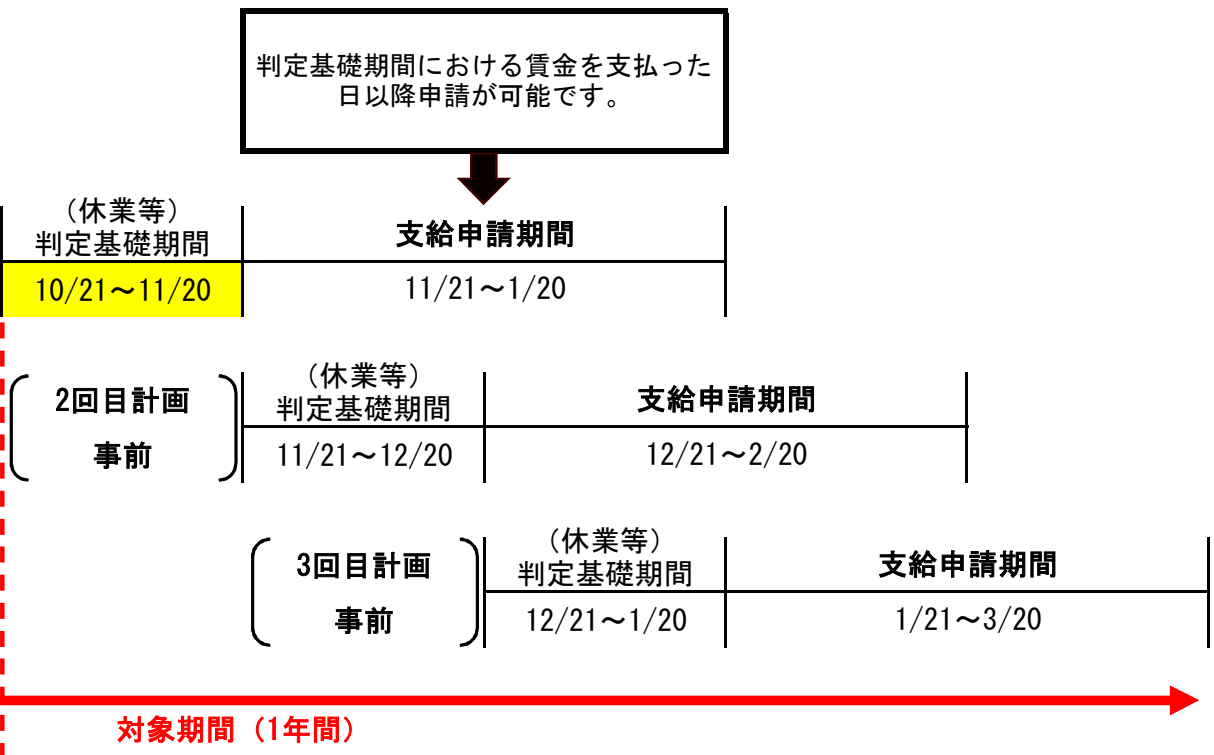 判定基礎期間における賃金を支払った
日以降申請が可能です。
（休業等）
判定基礎期間
支給申請期間
10/21～11/20
11/21～1/20
2回目計画
事前
（休業等）
判定基礎期間
支給申請期間
11/21～12/20
12/21～2/20
3回目計画
事前
（休業等）
判定基礎期間
支給申請期間
12/21～1/20
1/21～3/20
対象期間（1年間）